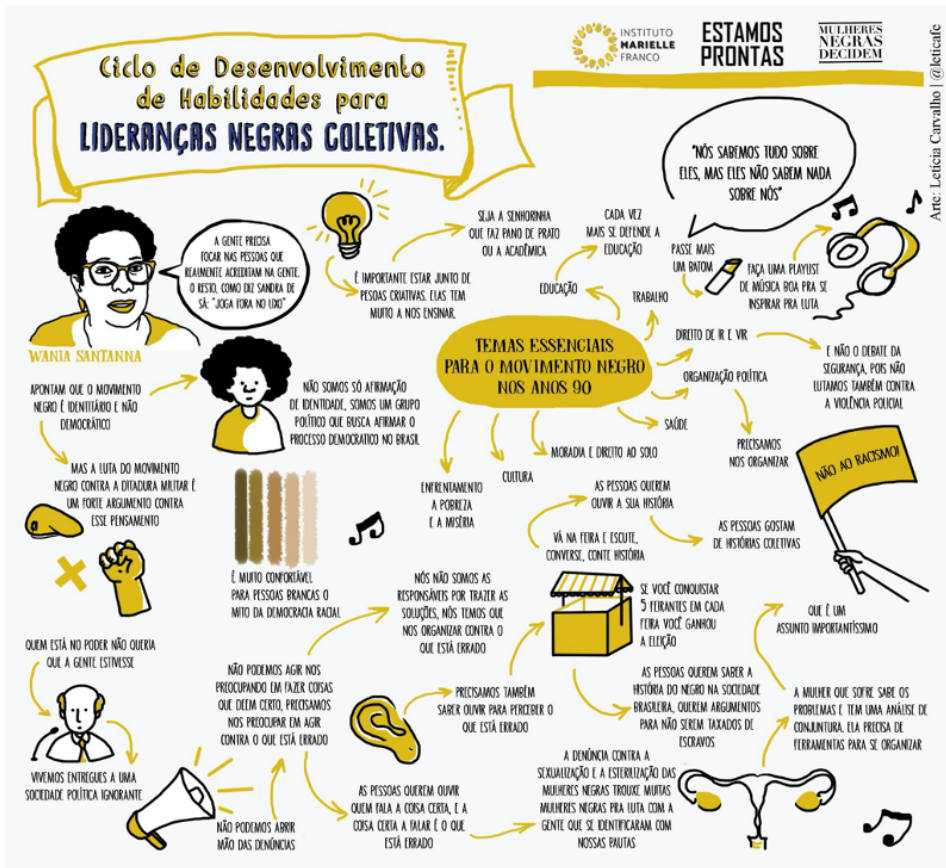 Ciclo de Desenvolvimento
de Habilidades para
LIDERANÇAS NEGRAS COLETIVAS.
INSTITUTO
MARIELLE
FRANCO
ESTAMOS
PRONTAS
MULHERES
NEGRAS
DECIDEM
Arte: Letícia Carvalho | @leticafe
"NÓS SABEMOS TUDO SOBRE
ELES, MAS ELES NÃO SABEM NADA
SOBRE NÓS"
A GENTE PRECISA
FOCAR NAS PESSOAS QUE
REALMENTE ACREDITAM NA GENTE.
O RESTO, COMO DIZ SANDRA DE
SÁ: "JOGA FORA NO LIXO"
WANIA SANTANNA
É IMPORTANTE ESTAR JUNTO DE
PESOAS CRIATIVAS. ELAS TEM
MUITO A NOS ENSINAR.
SEJA A SENHORINHA
QUE FAZ PANO DE PRATO
OU A ACADÊMICA
CADA VEZ
MAIS SE DEFENDE A
EDUCAÇÃO
PASSE MAIS
UM BATOM
FAÇA UMA PLAYLIST
DE MÚSICA BOA PRA SE
INSPIRAR PRA LUTA
EDUCAÇÃO
TRABALHO
TEMAS ESSENCIAIS
PARA O MOVIMENTO NEGRO
NOS ANOS 90
DIREITO DE IR E VIR
E NÃO O DEBATE DA
SEGURANÇA, POIS NÃO
LUTAMOS TAMBÉM CONTRA
A VIOLÊNCIA POLICIAL
ORGANIZAÇÃO POLÍTICA
PRECISAMOS
NOS ORGANIZAR
SAÚDE
MORADIA E DIREITO AO SOLO
CULTURA
ENFRENTAMENTO
A POBREZA
E A MISÉRIA
APONTAM QUE O MOVIMENTO
NEGRO É IDENTITÁRIO E NÃO
DEMOCRÁTICO
NÃO SOMOS SÓ AFIRMAÇÃO
DE IDENTIDADE, SOMOS UM GRUPO
POLÍTICO QUE BUSCA AFIRMAR O
PROCESSO DEMOCRATICO NO BRASIL
MAS A LUTA DO MOVIMENTO
NEGRO CONTRA A DITADURA MILITAR É
UM FORTE ARGUMENTO CONTRA
ESSE PENSAMENTO
É MUITO CONFORTÁVEL
PARA PESSOAS BRANCAS O
MITO DA DEMOCRACIA RACIAL
VÁ NA FEIRA E ESCUTE,
CONVERSE, CONTE HISTÓRIA
AS PESSOAS QUEREM
OUVIR A SUA HISTÓRIA
AS PESSOAS GOSTAM
DE HISTÓRIAS COLETIVAS
NÃO AO RACISMO!
SE VOCÊ CONQUISTAR
5 FEIRANTES EM CADA
FEIRA VOCÊ GANHOU
A ELEIÇÃO
QUEM ESTÁ NO PODER NÃO QUERIA
QUE A GENTE ESTIVESSE
VIVEMOS ENTREGUES A UMA
SOCIEDADE POLÍTICA IGNORANTE
NÃO PODEMOS ABRIR
MÃO DAS DENÚNCIAS
NÃO PODEMOS AGIR NOS
PREOCUPANDO EM FAZER COISAS
QUE DEEM CERTO, PRECISAMOS
NOS PREOCUPAR EM AGIR
CONTRA O QUE ESTÁ ERRADO
NÓS NÃO SOMOS AS
RESPONSÁVEIS POR TRAZER AS
SOLUÇÕES, NÓS TEMOS QUE
NOS ORGANIZAR CONTRA O
QUE ESTÁ ERRADO
PRECISAMOS TAMBÉM
SABER OUVIR PARA PERCEBER O
QUE ESTÁ ERRADO
AS PESSOAS QUEREM OUVIR
QUEM FALA A COISA CERTA, E A
COISA CERTA A FALAR É O QUE
ESTÁ ERRADO
A DENÚNCIA CONTRA A
SEXUALIZAÇÃO E A ESTERILIZAÇÃO DAS
MULHERES NEGRAS TROUXE MUITAS
MULHERES NEGRAS PRA LUTA COM A
GENTE QUE SE IDENTIFICARAM COM
NOSSAS PAUTAS
AS PESSOAS QUEREM SABER A
HISTÓRIA DO NEGRO NA SOCIEDADE
BRASILEIRA, QUEREM ARGUMENTOS
PARA NÃO SEREM TAXADOS DE
ESCRAVOS
A MULHER QUE SOFRE SABE OS
PROBLEMAS E TEM UMA ANÁLISE DE
CONJUNTURA. ELA PRECISA DE
FERRAMENTAS PARA SE ORGANIZAR
QUE É UM
ASSUNTO IMPORTANTÍSSIMO